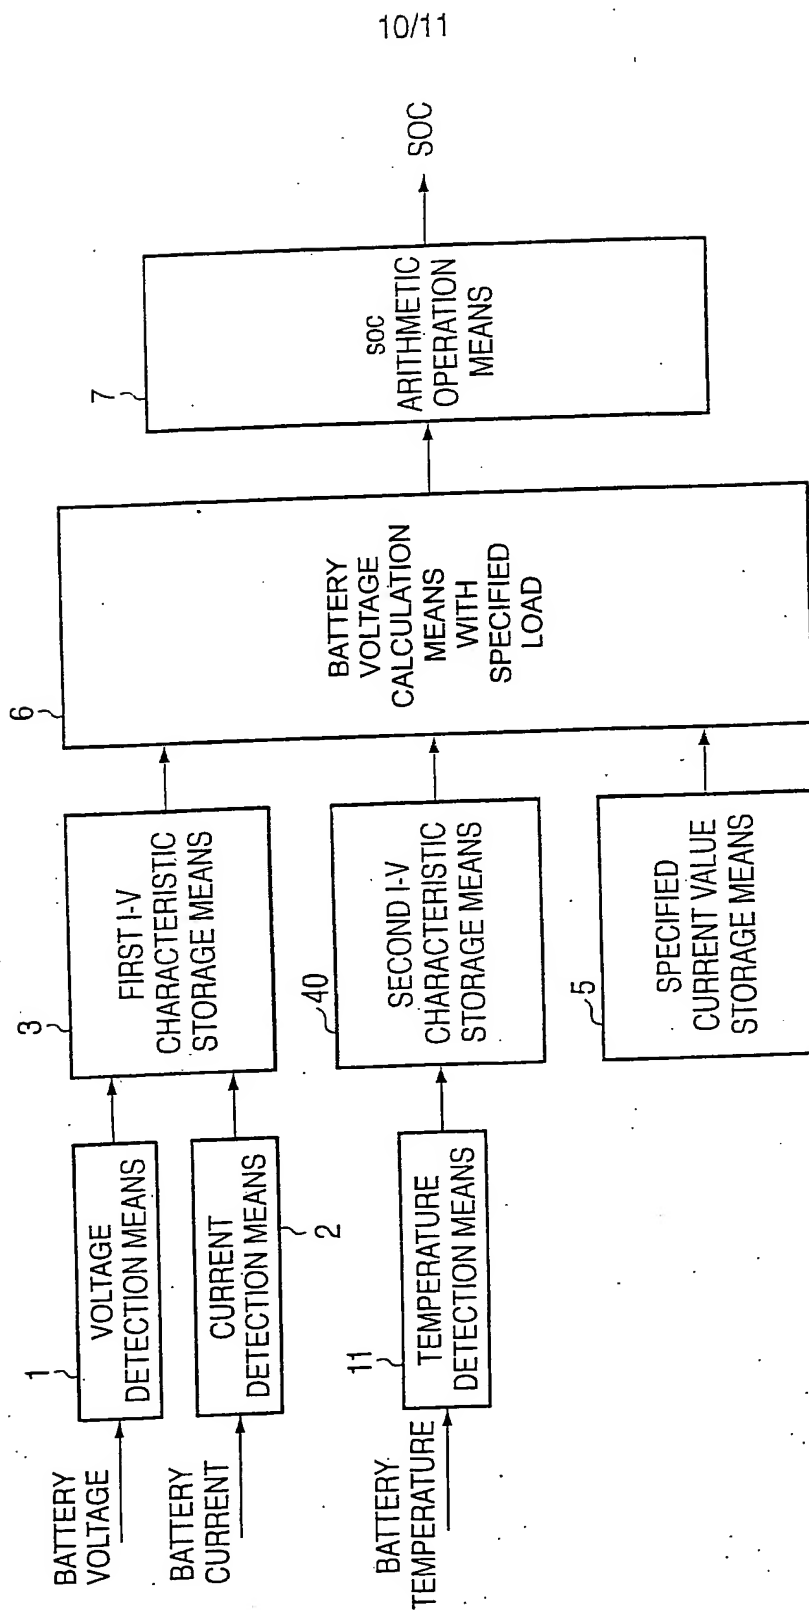 10/11
BATTERY
VOLTAGE
1
VOLTAGE
DETECTION MEANS
BATTERY
CURRENT
CURRENT
DETECTION MEANS
2
BATTERY
TEMPERATURE
11
TEMPERATURE
DETECTION MEANS
3
FIRST I-V
CHARACTERISTIC
STORAGE MEANS
40
SECOND I-V
CHARACTERISTIC
STORAGE MEANS
5
SPECIFIED
CURRENT VALUE
STORAGE MEANS
6
BATTERY
VOLTAGE
CALCULATION
MEANS
WITH
SPECIFIED
LOAD
7
SOC
ARITHMETIC
OPERATION
MEANS
SOC